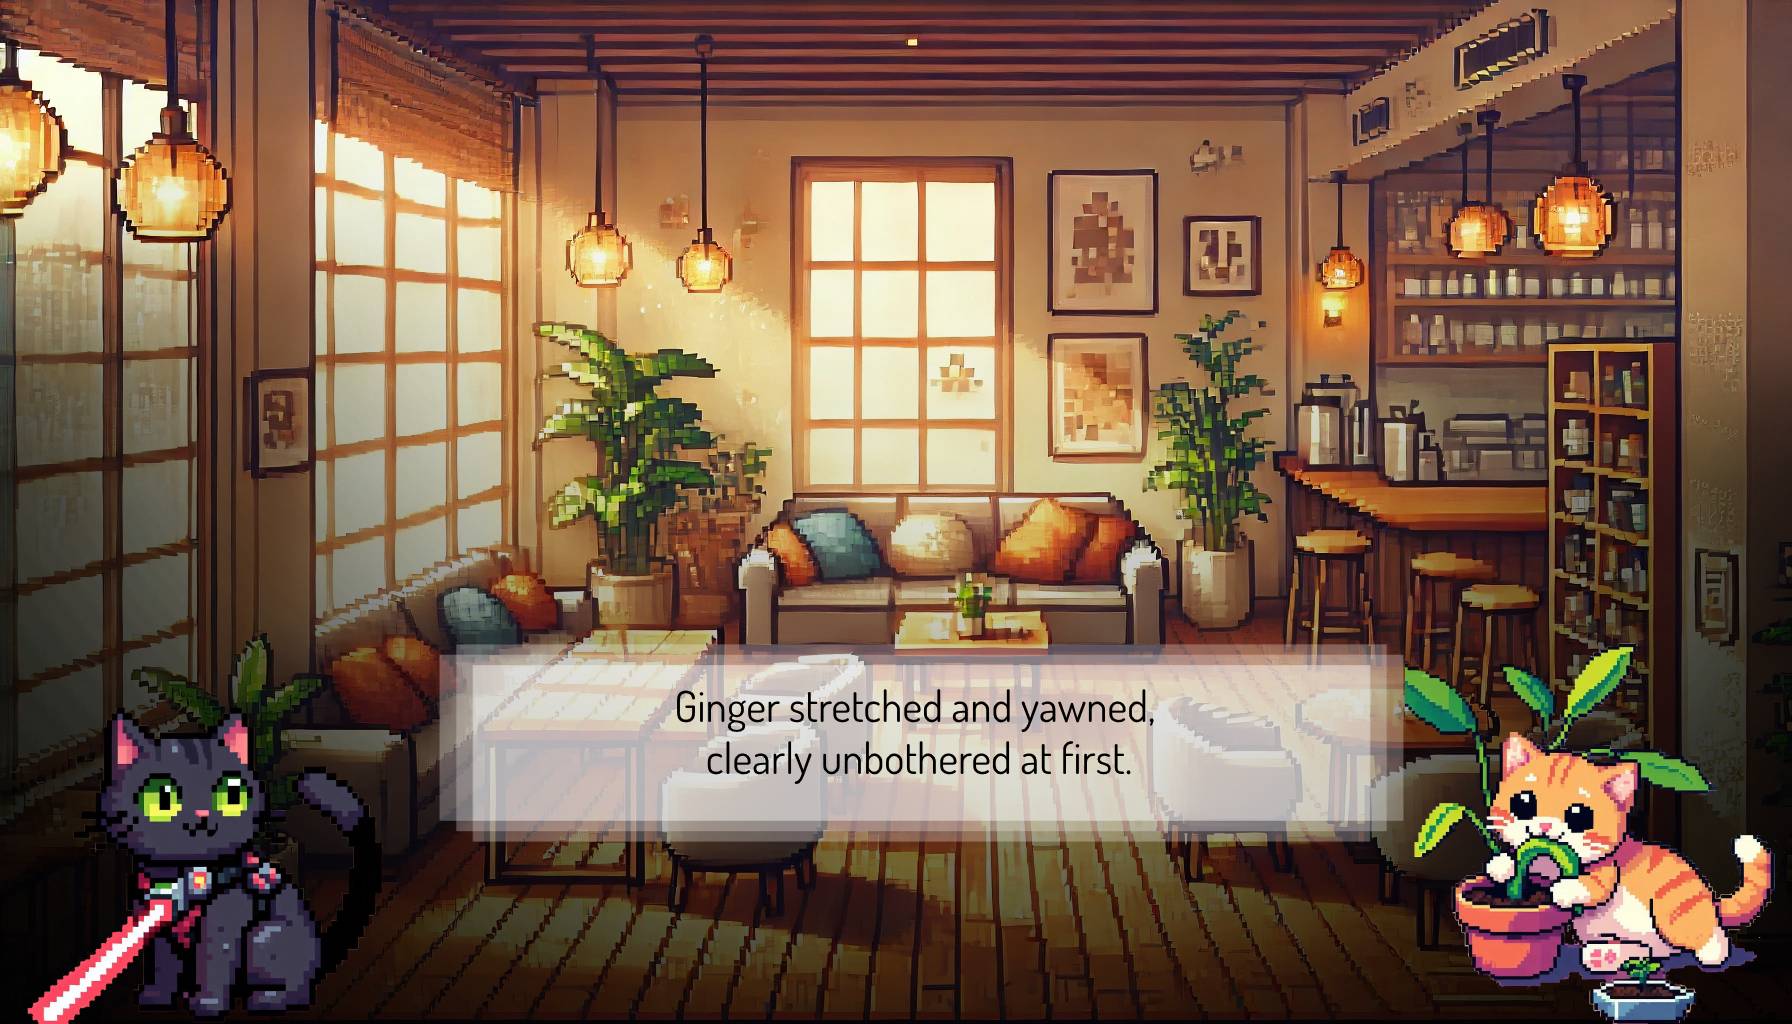 Ginger stretched and yawned,
clearly unbothered at first.